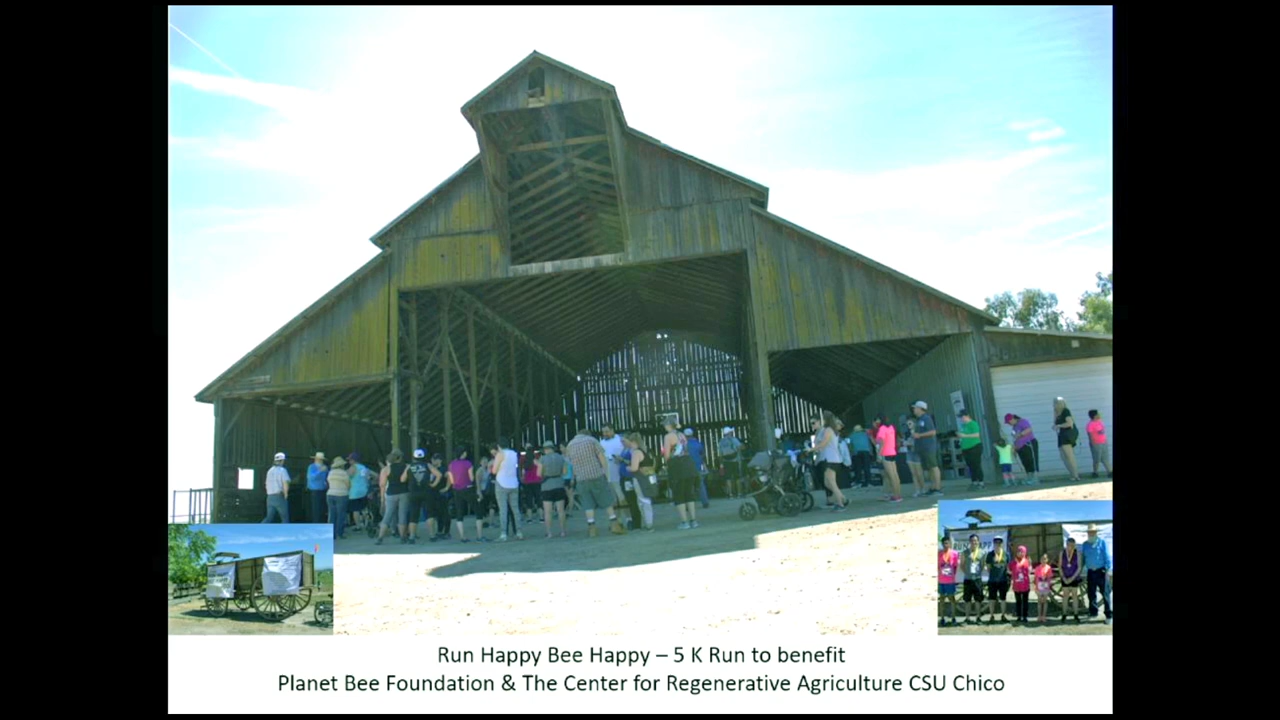 Run Happy Bee Happy – 5 K Run to benefit
Planet Bee Foundation & The Center for Regenerative Agriculture CSU Chico